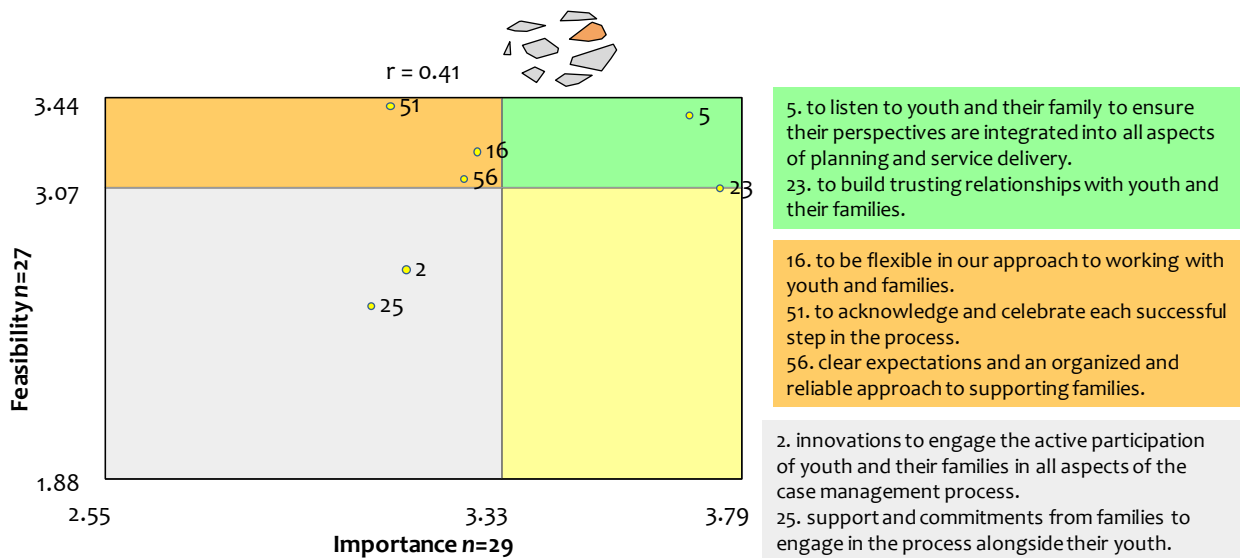 r = 0.41
3.44
51
5
16
56
3.07
23
2
25
Feasibility n=27
1.88
2.55
3.33
3.79
Importance n=29
5. to listen to youth and their family to ensure
their perspectives are integrated into all aspects
of planning and service delivery.
23. to build trusting relationships with youth and
their families.
16. to be flexible in our approach to working with
youth and families.
51. to acknowledge and celebrate each successful
step in the process.
56. clear expectations and an organized and
reliable approach to supporting families.
2. innovations to engage the active participation
of youth and their families in all aspects of the
case management process.
25. support and commitments from families to
engage in the process alongside their youth.